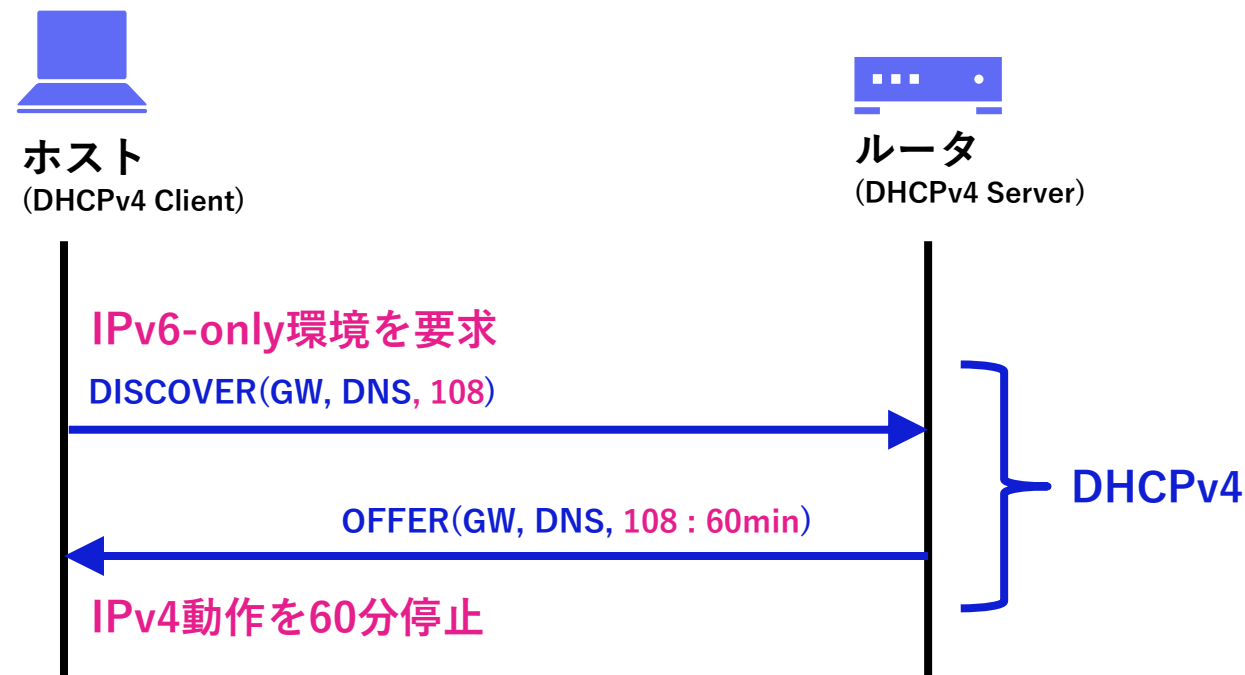 ホスト
(DHCPv4 Client)
ルータ
(DHCPv4 Server)
IPv6-only環境を要求
DISCOVER(GW, DNS, 108)
OFFER(GW, DNS, 108 : 60min)
IPv4動作を60分停止
DHCPv4